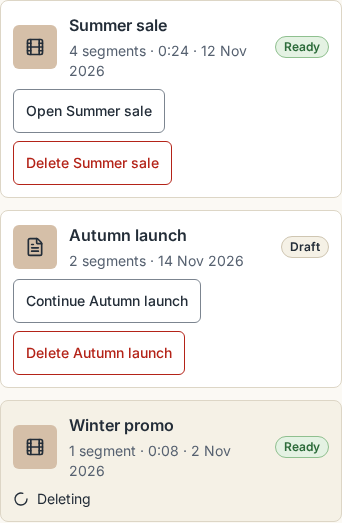 Summer sale
4 segments · 0:24 · 12 Nov
2026
Ready
Open Summer sale
Delete Summer sale
Autumn launch
2 segments · 14 Nov 2026
Draft
Continue Autumn launch
Delete Autumn launch
Winter promo
1 segment · 0:08 · 2 Nov
2026
Ready
Deleting